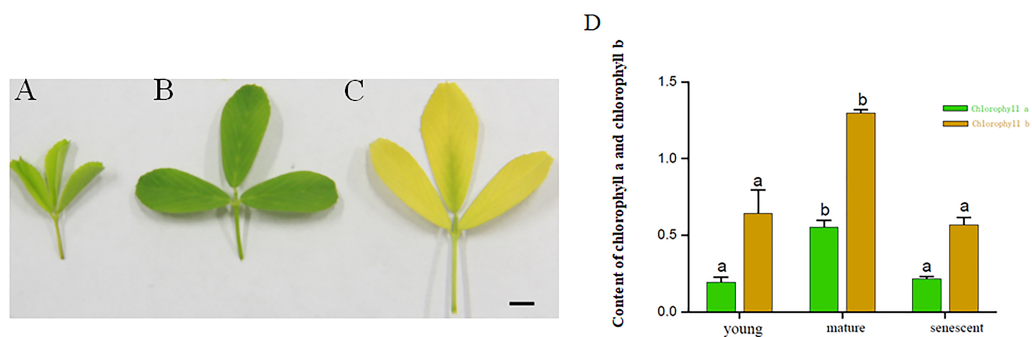 A
B
C
D
Content of chlorophyll a and chlorophyll b
1.5
1.0
0.5
0.0
a
a
b
b
a
a
young
mature
senescent
Chlorophyll a
Chlorophyll b